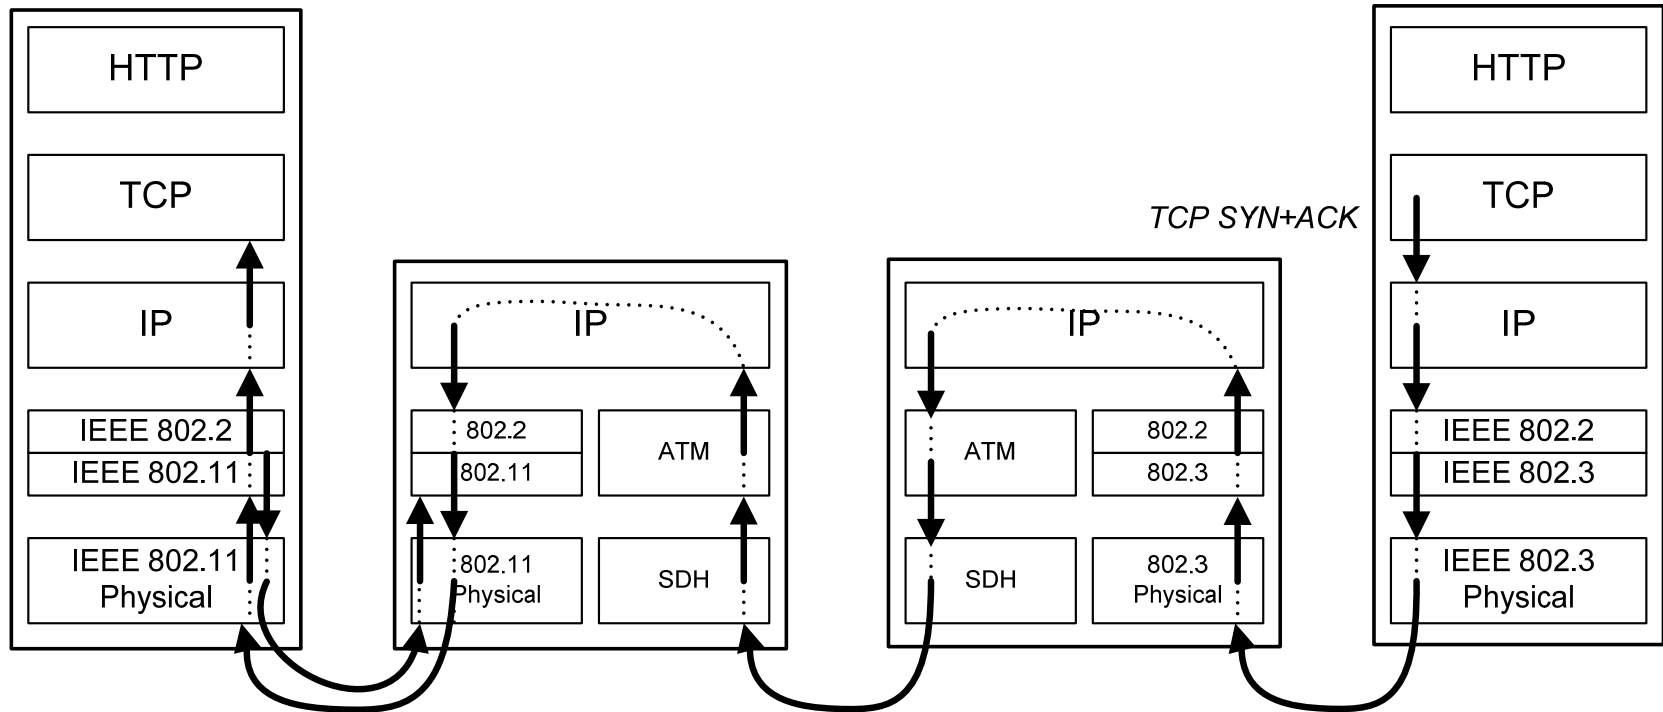 HTTP
TCP
IP
IEEE 802.2
IEEE 802.11
IEEE 802.11
Physical
IP
802.2
802.11
ATM
802.11
Physical
SDH
IP
ATM
802.2
802.3
SDH
802.3
Physical
TCP SYN+ACK
HTTP
TCP
IP
IEEE 802.2
IEEE 802.3
IEEE 802.3
Physical